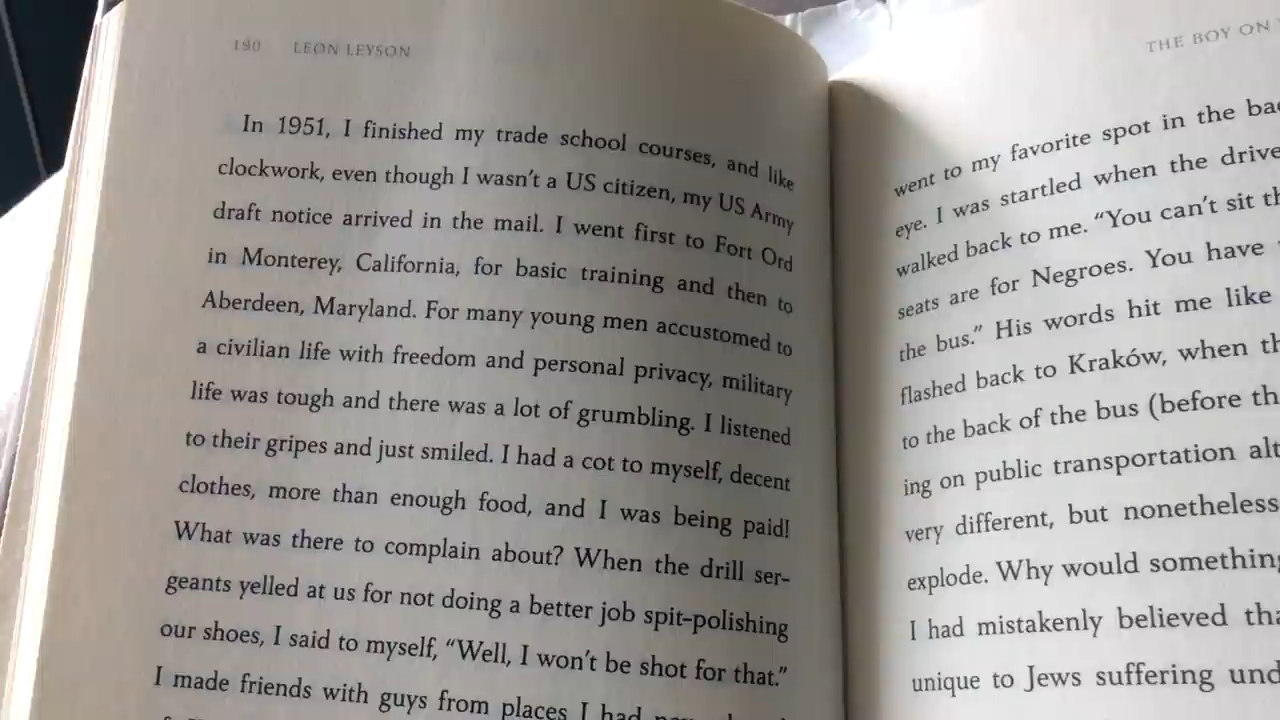 190 LEON LEYSON
In 1951, I finished my trade school courses, and like
clockwork, even though I wasn't a US citizen, my US Army
draft notice arrived in the mail. I went first to Fort Ord
in Monterey, California, for basic training and then to
Aberdeen, Maryland. For many young men accustomed to
a civilian life with freedom and personal privacy, military
life was tough and there was a lot of grumbling. I listened
to their gripes and just smiled. I had a cot to myself, decent
clothes, more than enough food, and I was being paid!
What was there to complain about? When the drill ser-
geants yelled at us for not doing a better job spit-polishing
our shoes, I said to myself, “Well, I won't be shot for that.”
I made friends with guys from places I had
THE BOY ON
went to my favorite spot in the
eye. I was startled when the
walked back to me. “You can't sit
seats are for Negroes. You have
the bus.” His words hit me like
flashed back to Kraków, when
to the back of the bus (before
ing on public transportation
very different, but nonetheless
explode. Why would something
I had mistakenly believed
unique to Jews suffering